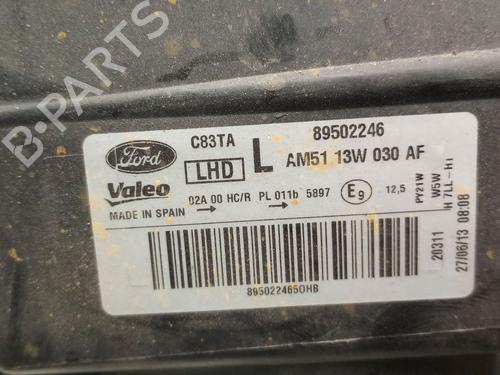 B-PARTS
C83TA
89502246
Ford
LHD
L
AM51 13W 030 AF
Valeo
02A 00 HC/R PL 011b 5897
E9
12,5
MADE IN SPAIN
PY21W
W5W
H17LL-H1
20311
27/06/13 08:08
8950224650HB